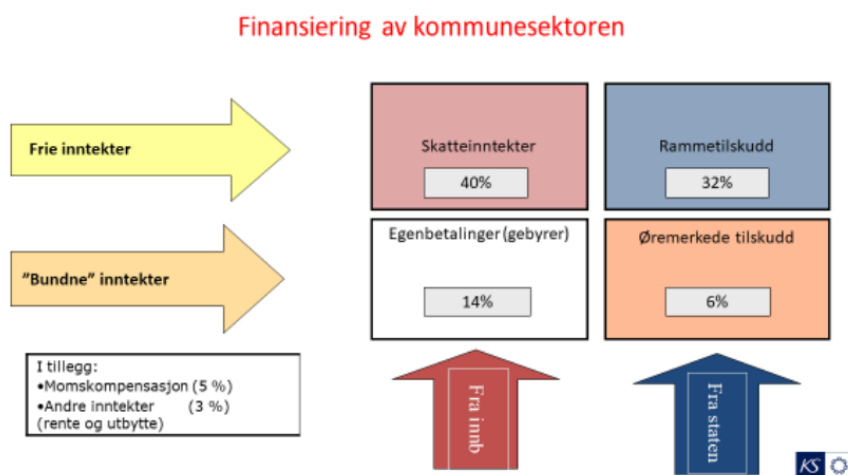 Finansiering av kommunesektoren
Frie inntekter
Skatteinntekter
40%
Rammetilskudd
32%
"Bundne" inntekter
Egenbetalinger (gebyrer)
14%
Øremerkede tilskudd
6%
I tillegg:
•Momskompensasjon (5 %)
•Andre inntekter (3 %)
(rente og utbytte)
Fra innb
Fra staten
KS